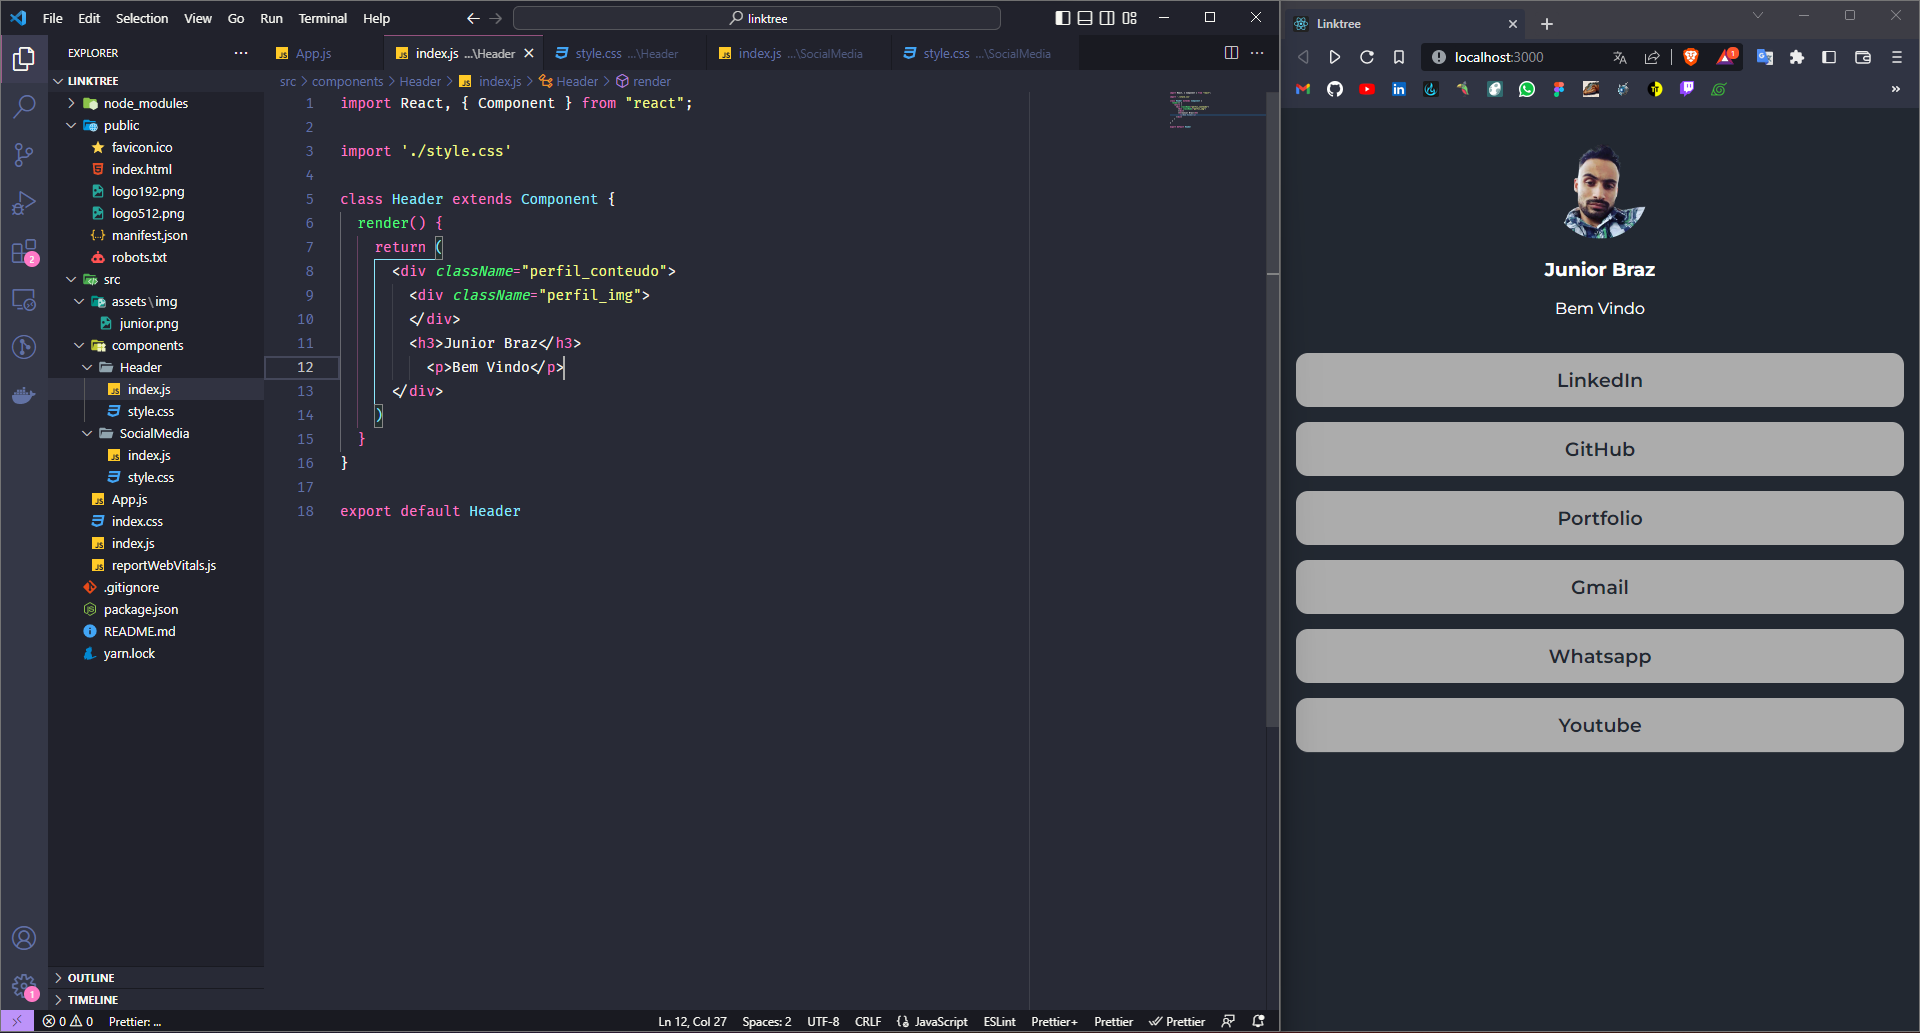 File Edit Selection View Go Run Terminal Help
linktree
EXPLORER
LINKTREE
node_modules
public
favicon.ico
index.html
logo192.png
logo512.png
manifest.json
robots.txt
src
assets\img
junior.png
components
Header
index.js
style.css
SocialMedia
index.js
style.css
App.js
index.css
index.js
reportWebVitals.js
.gitignore
package.json
README.md
yarn.lock
OUTLINE
TIMELINE
App.js
index.js ...\Header
style.css ...\Header
index.js ...\SocialMedia
style.css ...\SocialMedia
src > components > Header > index.js > Header > render
1 import React, { Component } from "react";
2
3 import './style.css'
4
5 class Header extends Component {
6 render() {
7 return (
8 <div className="perfil_conteudo">
9 <div className="perfil_img">
10 </div>
11 <h3>Junior Braz</h3>
12 <p>Bem Vindo</p>
13 </div>
14 )
15 }
16 }
17
18 export default Header
2
1
0 0 Prettier: ...
Ln 12, Col 27 Spaces: 2 UTF-8 CRLF JavaScript ESLint Prettier+ Prettier Prettier
Linktree
localhost:3000
1
Junior Braz
Bem Vindo
LinkedIn
GitHub
Portfolio
Gmail
Whatsapp
Youtube